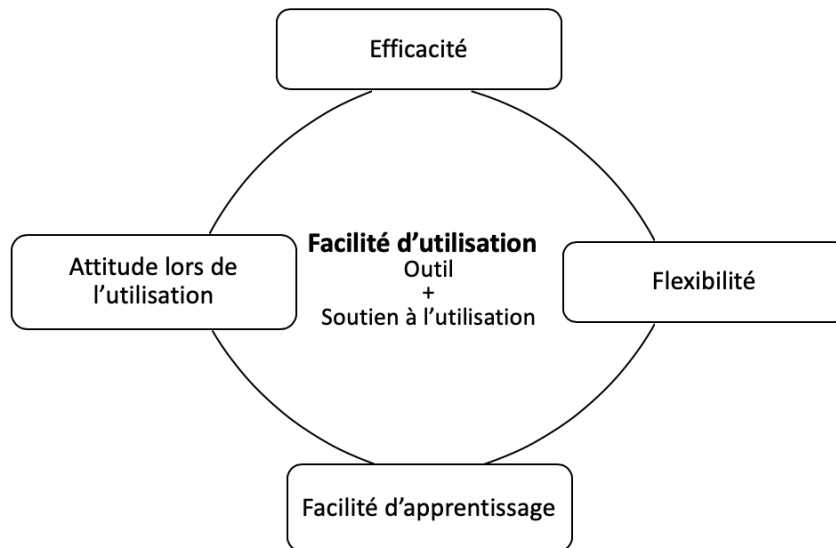 Efficacité
Attitude lors de
l’utilisation
Facilité d’utilisation
Outil
+
Soutien à l’utilisation
Flexibilité
Facilité d’apprentissage